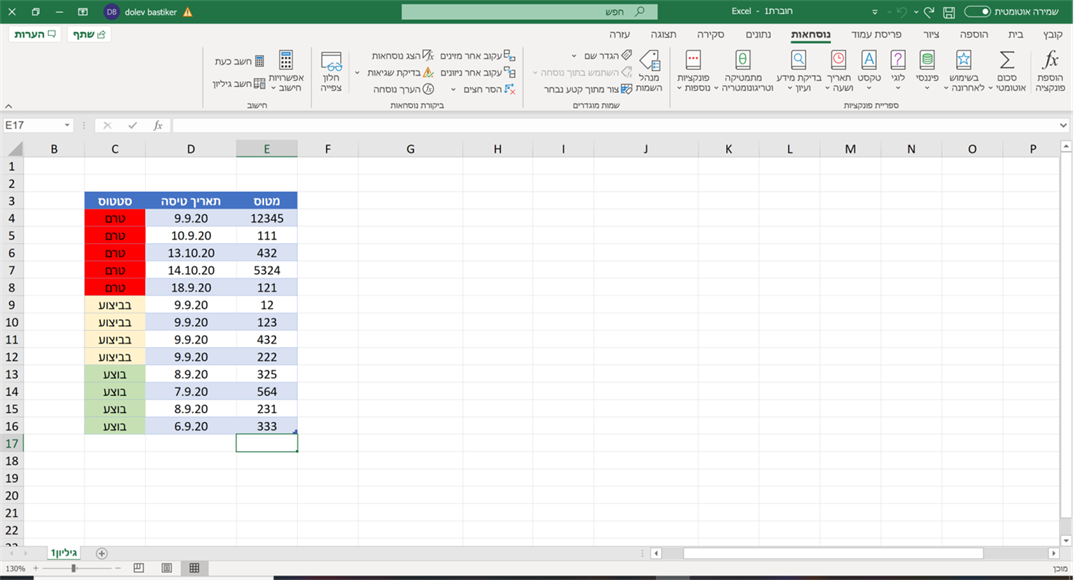 שמירה אוטומטית
חוברת1 - Excel
חפש
dolev bastiker
DB
קובץ בית הוספה ציור פריסת עמוד נוסחאות נתונים סקירה תצוגה עזרה
שתף
הערות
הוספת פונקציה
סכום אוטומטי
בשימוש לאחרונה
פיננסי
לוגי
טקסט
תאריך ושעה
בדיקת מידע ועיון
מתמטיקה וטריגונומטריה
פונקציות נוספות
ספריית פונקציות
מנהל השמות
הגדר שם
השתמש בתוך נוסחה
צור מתוך קטע נבחר
שמות מוגדרים
עקוב אחר מזינים
עקוב אחר ניזונים
הסר חצים
הצג נוסחאות
בדיקת שגיאות
הערך נוסחה
ביקורת נוסחאות
חלון צפייה
אפשרויות חישוב
חשב כעת
חשב גיליון
חישוב
E17
fx
B C D E F G H I J K L M N O P
1
2
3 סטטוס תאריך טיסה מטוס
4 טרם 9.9.20 12345
5 טרם 10.9.20 111
6 טרם 13.10.20 432
7 טרם 14.10.20 5324
8 טרם 18.9.20 121
9 בביצוע 9.9.20 12
10 בביצוע 9.9.20 123
11 בביצוע 9.9.20 432
12 בביצוע 9.9.20 222
13 בוצע 8.9.20 325
14 בוצע 7.9.20 564
15 בוצע 8.9.20 231
16 בוצע 6.9.20 333
17
18
19
20
21
22
23
גיליון1
130%
מוכן